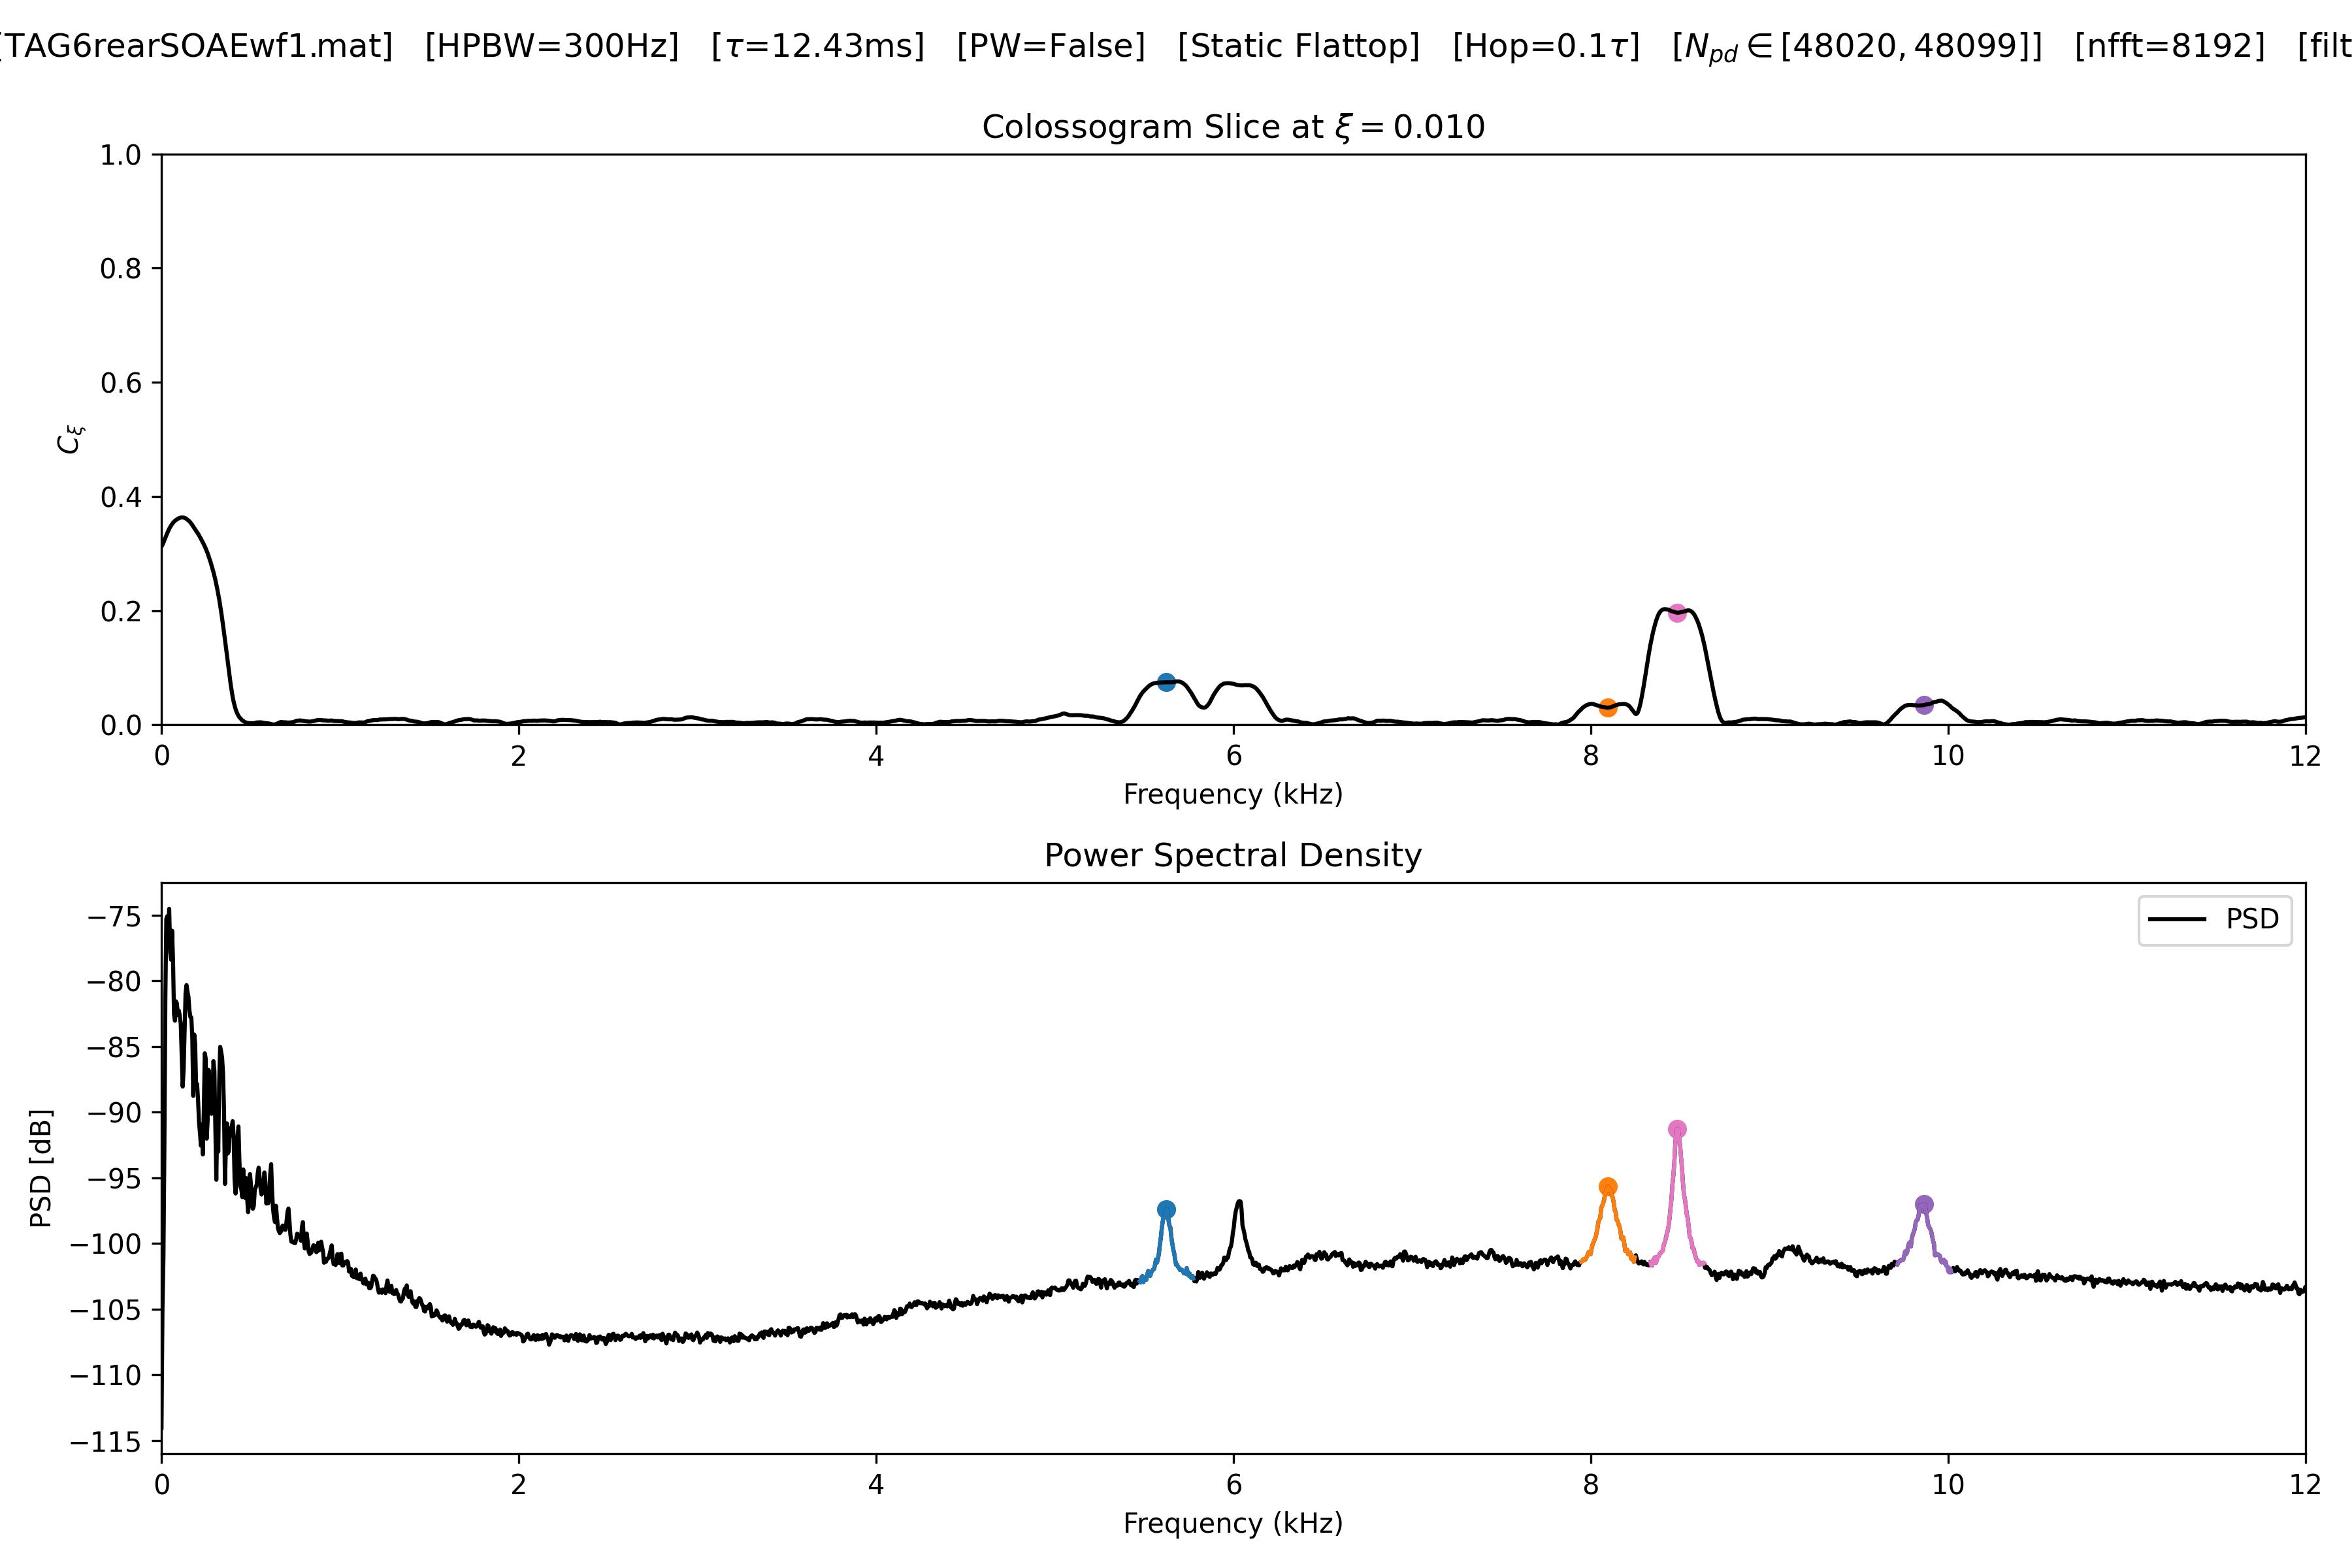 [TAG6rearSOAEwf1.mat] [HPBW=300Hz] [τ=12.43ms] [PW=False] [Static Flattop] [Hop=0.1τ] [N_pd ∈ [48020, 48099]] [nfft=8192] [filt
Colossogram Slice at ξ = 0.010
1.0
0.8
0.6
0.4
0.2
0.0
C_ξ
0 2 4 6 8 10 12
Frequency (kHz)
Power Spectral Density
PSD
−75
−80
−85
−90
−95
−100
−105
−110
−115
PSD [dB]
0 2 4 6 8 10 12
Frequency (kHz)